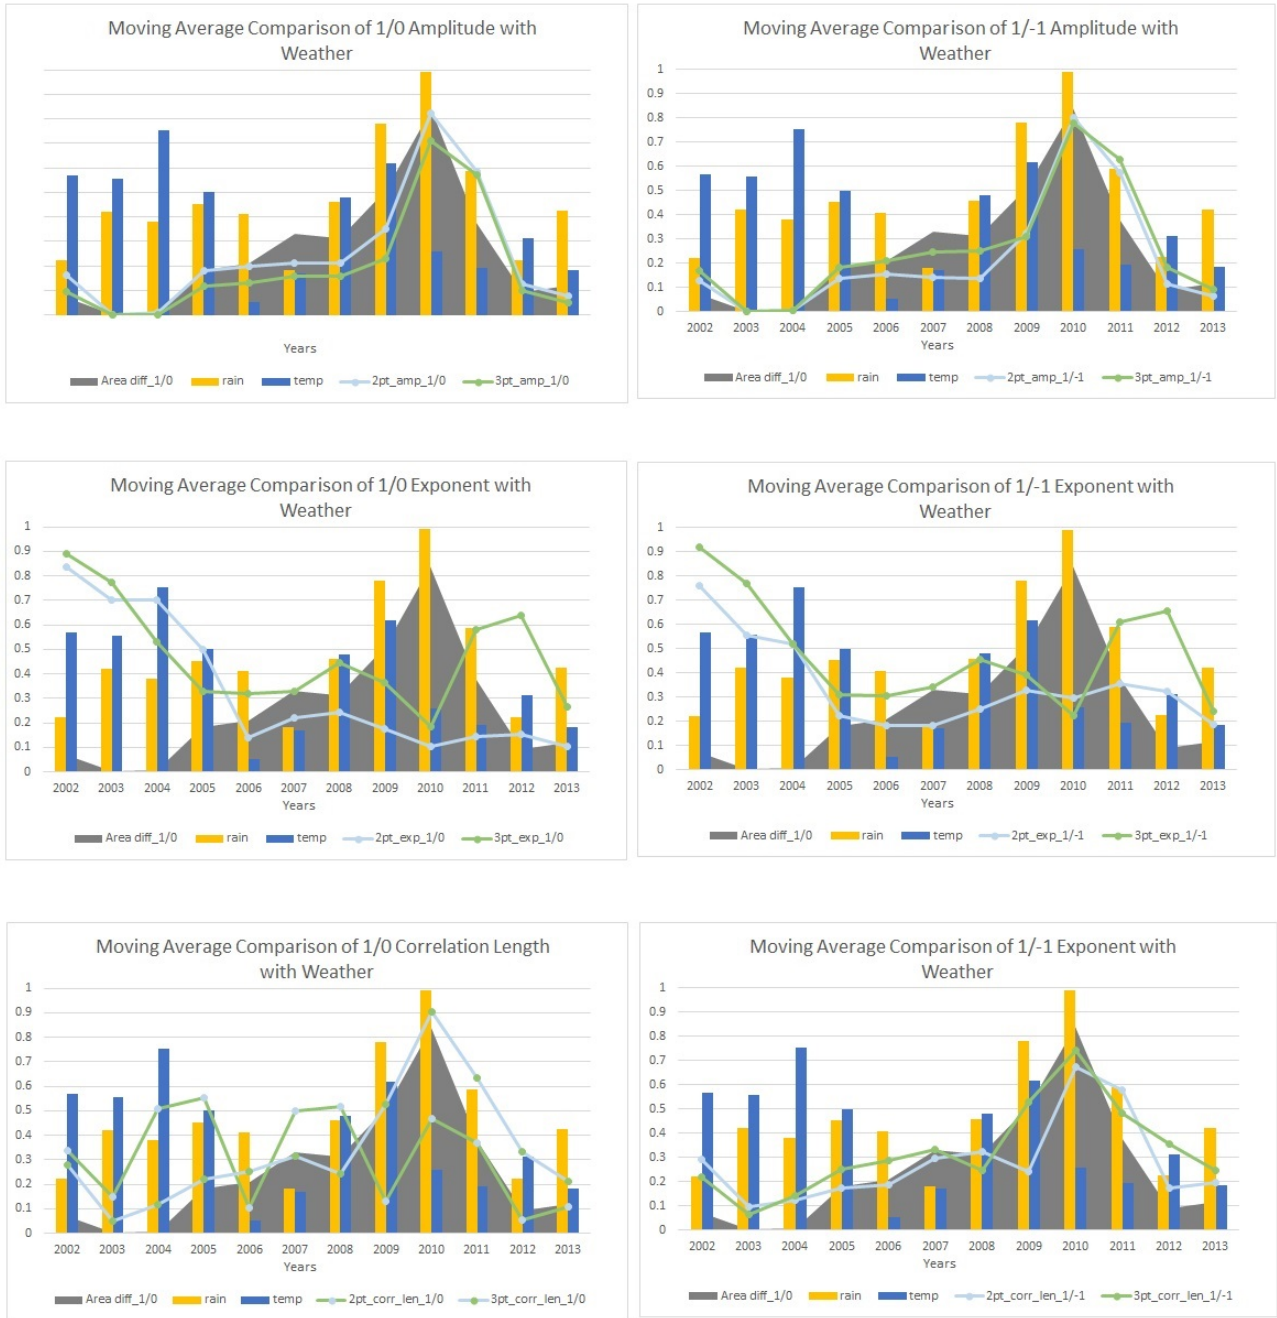 Moving Average Comparison of 1/0 Amplitude with
Weather
Years
Area diff_1/0 rain temp 2pt_amp_1/0 3pt_amp_1/0
Moving Average Comparison of 1/-1 Amplitude with
Weather
1
0.9
0.8
0.7
0.6
0.5
0.4
0.3
0.2
0.1
0
2002 2003 2004 2005 2006 2007 2008 2009 2010 2011 2012 2013
Years
Area diff_1/0 rain temp 2pt_amp_1/-1 3pt_amp_1/-1
Moving Average Comparison of 1/0 Exponent with
Weather
1
0.9
0.8
0.7
0.6
0.5
0.4
0.3
0.2
0.1
0
2002 2003 2004 2005 2006 2007 2008 2009 2010 2011 2012 2013
Years
Area diff_1/0 rain temp 2pt_exp_1/0 3pt_exp_1/0
Moving Average Comparison of 1/-1 Exponent with
Weather
1
0.9
0.8
0.7
0.6
0.5
0.4
0.3
0.2
0.1
0
2002 2003 2004 2005 2006 2007 2008 2009 2010 2011 2012 2013
Years
Area diff_1/0 rain temp 2pt_exp_1/-1 3pt_exp_1/-1
Moving Average Comparison of 1/0 Correlation Length
with Weather
1
0.9
0.8
0.7
0.6
0.5
0.4
0.3
0.2
0.1
0
2002 2003 2004 2005 2006 2007 2008 2009 2010 2011 2012 2013
Years
Area diff_1/0 rain temp 2pt_corr_len_1/0 3pt_corr_len_1/0
Moving Average Comparison of 1/-1 Exponent with
Weather
1
0.9
0.8
0.7
0.6
0.5
0.4
0.3
0.2
0.1
0
2002 2003 2004 2005 2006 2007 2008 2009 2010 2011 2012 2013
Years
Area diff_1/0 rain temp 2pt_corr_len_1/-1 3pt_corr_len_1/-1